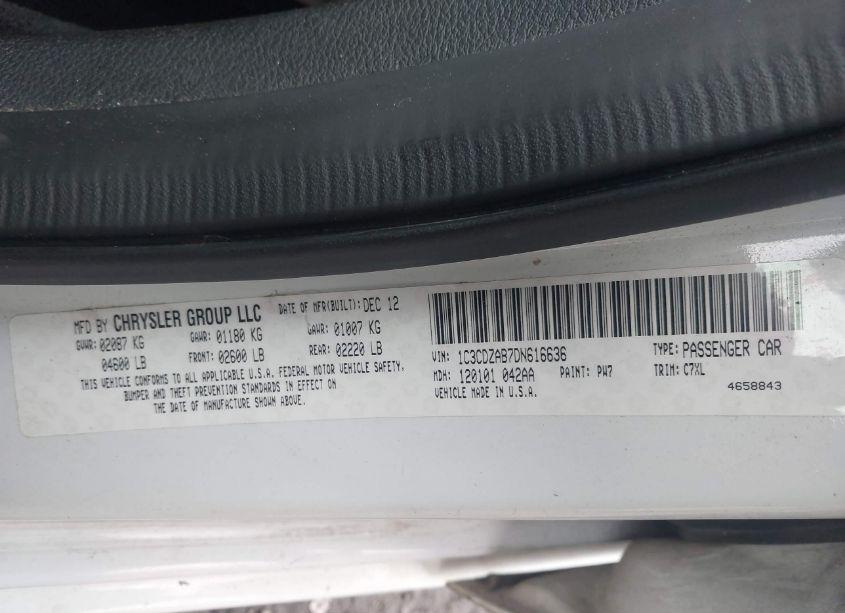 MFD BY CHRYSLER GROUP LLC DATE OF MFR(BUILT): DEC 12
GVWR: 02087 KG GAWR: 01180 KG GAWR: 01007 KG
04600 LB FRONT: 02600 LB REAR: 02220 LB
THIS VEHICLE CONFORMS TO ALL APPLICABLE U.S.A. FEDERAL MOTOR VEHICLE SAFETY,
BUMPER AND THEFT PREVENTION STANDARDS IN EFFECT ON
THE DATE OF MANUFACTURE SHOWN ABOVE.
VIN: 1C3CDZAB7DN616636 TYPE: PASSENGER CAR
MDH: 120101 042AA PAINT: PW7 TRIM: C7XL
VEHICLE MADE IN U.S.A. 4658843